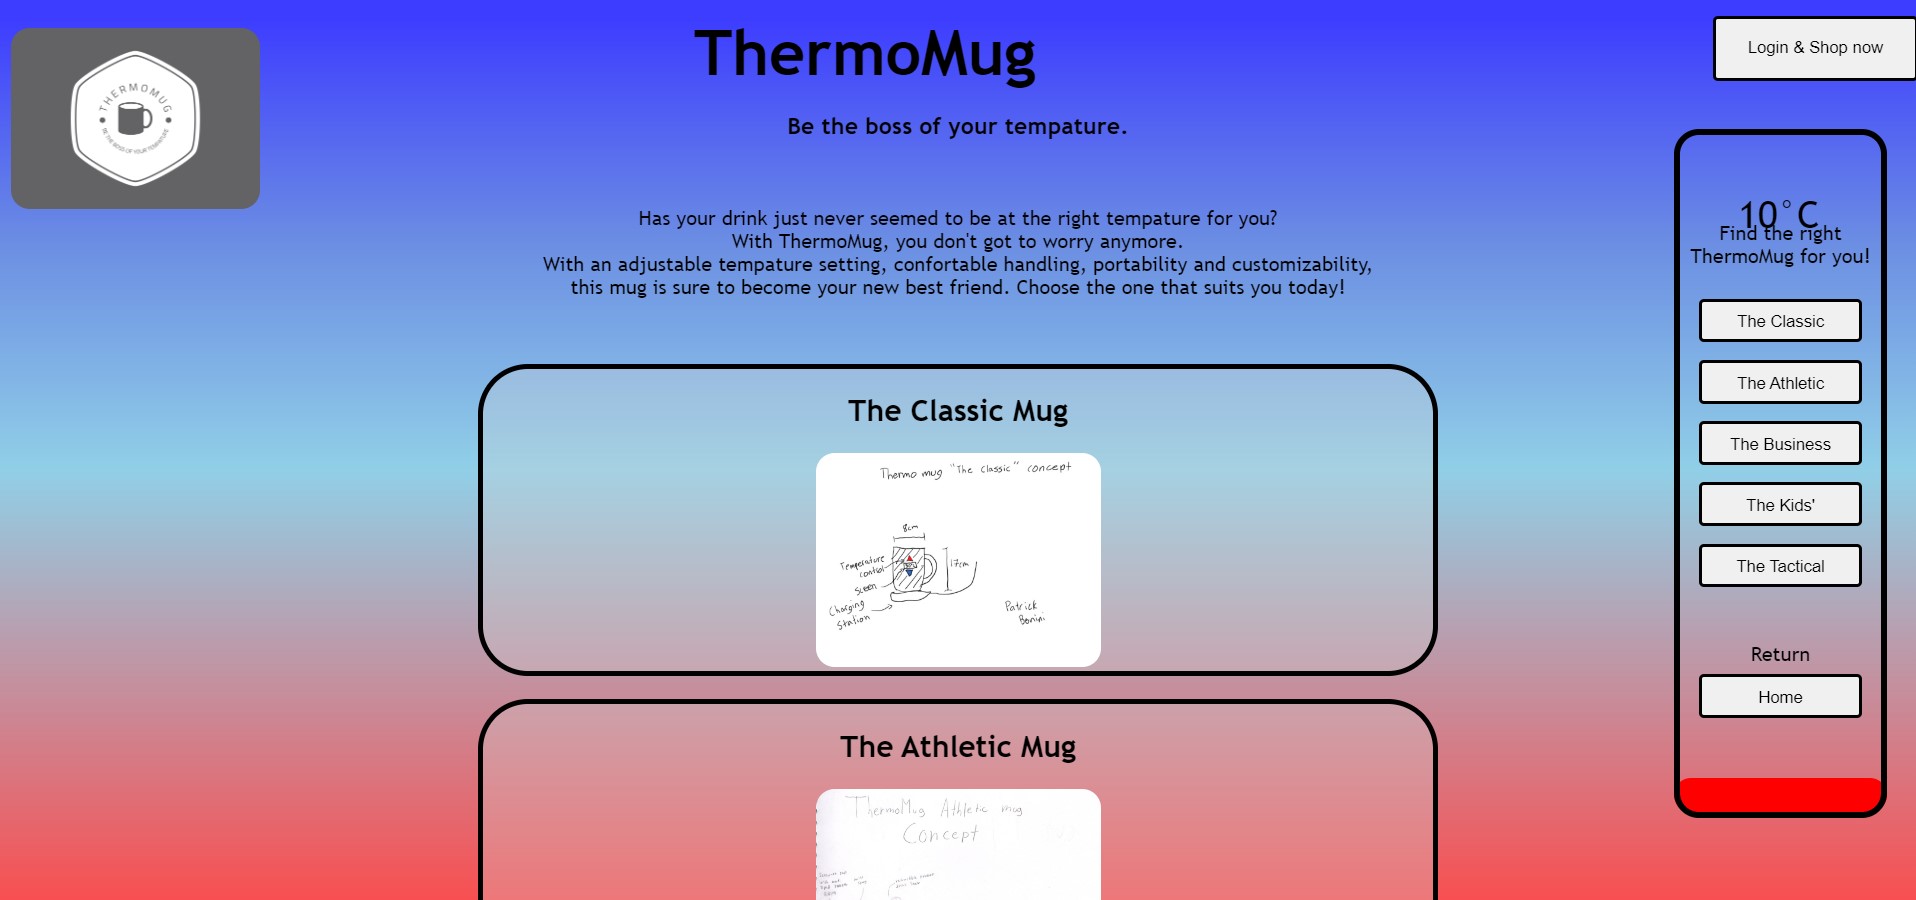 THERMOMUG
BE THE BOSS OF YOUR TEMPATURE
ThermoMug
Be the boss of your tempature.
Login & Shop now
Has your drink just never seemed to be at the right tempature for you?
With ThermoMug, you don't got to worry anymore.
With an adjustable tempature setting, confortable handling, portability and customizability,
this mug is sure to become your new best friend. Choose the one that suits you today!
The Classic Mug
Thermo mug "The classic" concept
8cm
Temperature
control
17cm
screen
Charging
Station
Patrick
Bonini
The Athletic Mug
ThermoMug Athletic mug
Concept
10°C
Find the right
ThermoMug for you!
The Classic
The Athletic
The Business
The Kids'
The Tactical
Return
Home